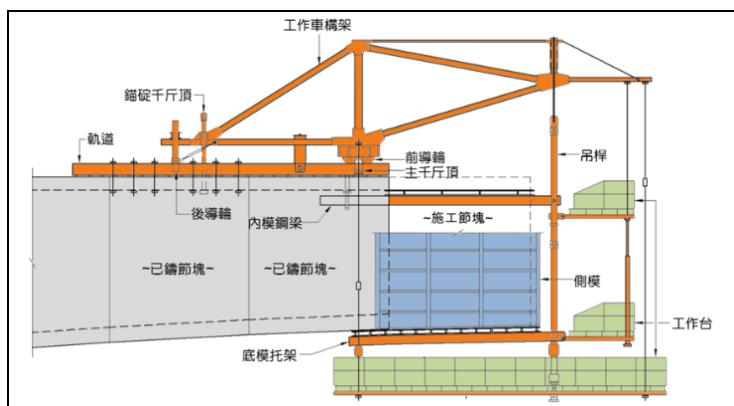 工作車構架
錨碇千斤頂
軌道
前導輪
主千斤頂
吊桿
後導輪
內模鋼梁
~施工節塊~
~已鑄節塊~
~已鑄節塊~
側模
工作台
底模托架